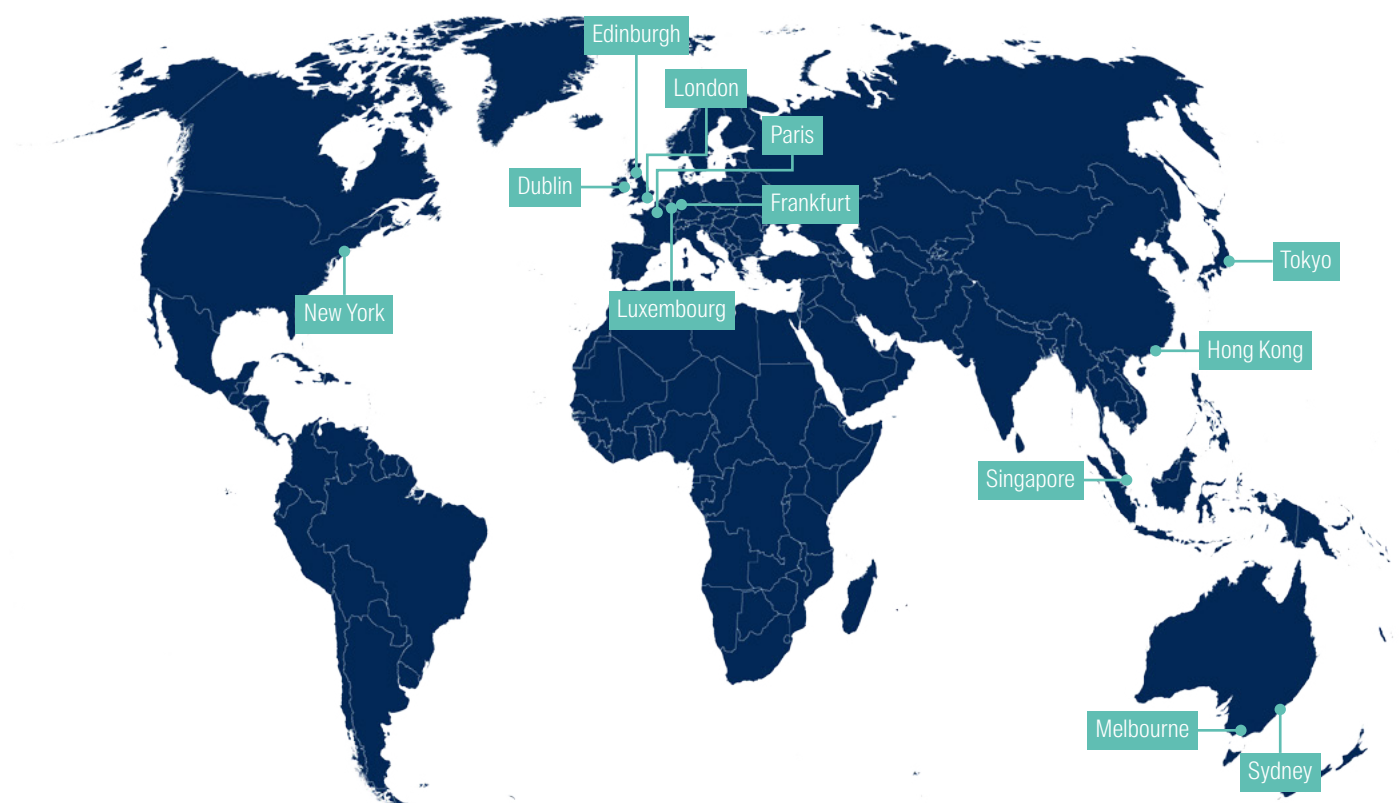 Edinburgh
London
Paris
Dublin
Frankfurt
Tokyo
New York
Luxembourg
Hong Kong
Singapore
Melbourne
Sydney